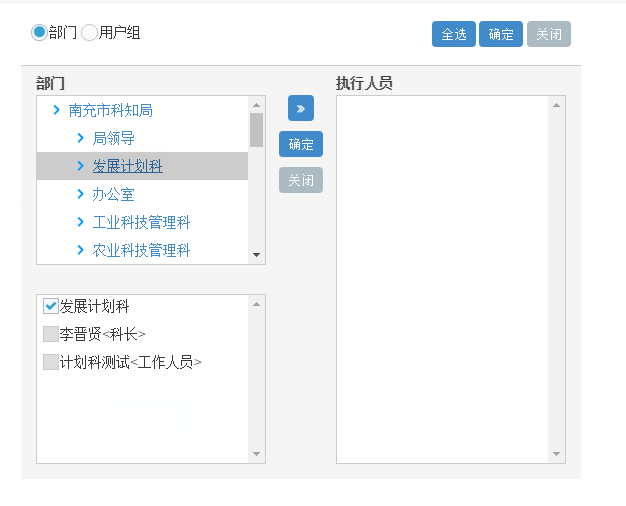 部门 用户组 全选 确定 关闭
部门 执行人员
南充市科知局
局领导
发展计划科
办公室
工业科技管理科
农业科技管理科
»
确定
关闭
发展计划科
李晋贤<科长>
计划科测试<工作人员>